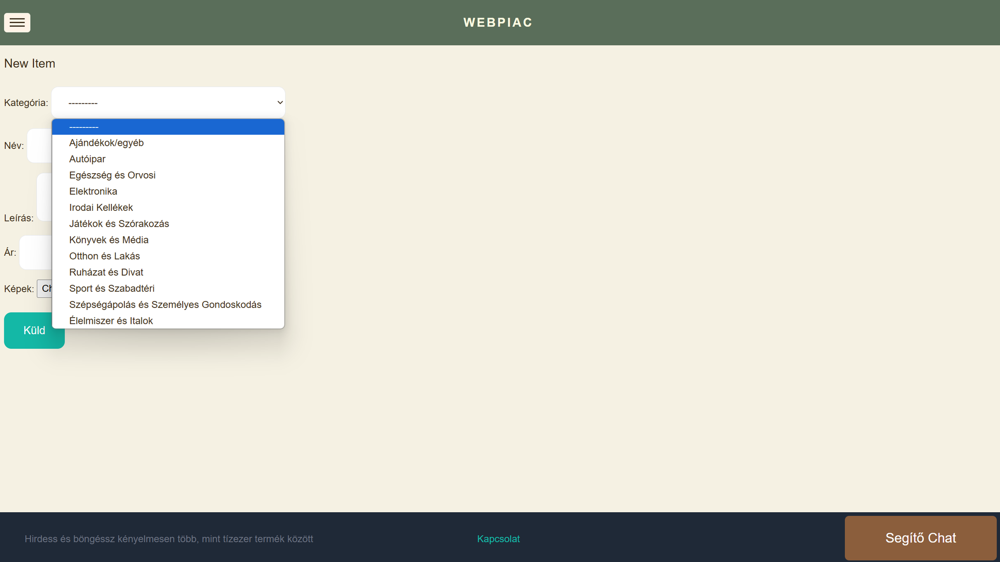 WEBPIAC
New Item
Kategória: ---------
---------
Ajándékok/egyéb
Autóipar
Egészség és Orvosi
Elektronika
Irodai Kellékek
Játékok és Szórakozás
Könyvek és Média
Otthon és Lakás
Ruházat és Divat
Sport és Szabadtéri
Szépségápolás és Személyes Gondoskodás
Élelmiszer és Italok
Név:
Leírás:
Ár:
Képek:
Küld
Hirdess és böngéssz kényelmesen több, mint tízezer termék között
Kapcsolat
Segítő Chat